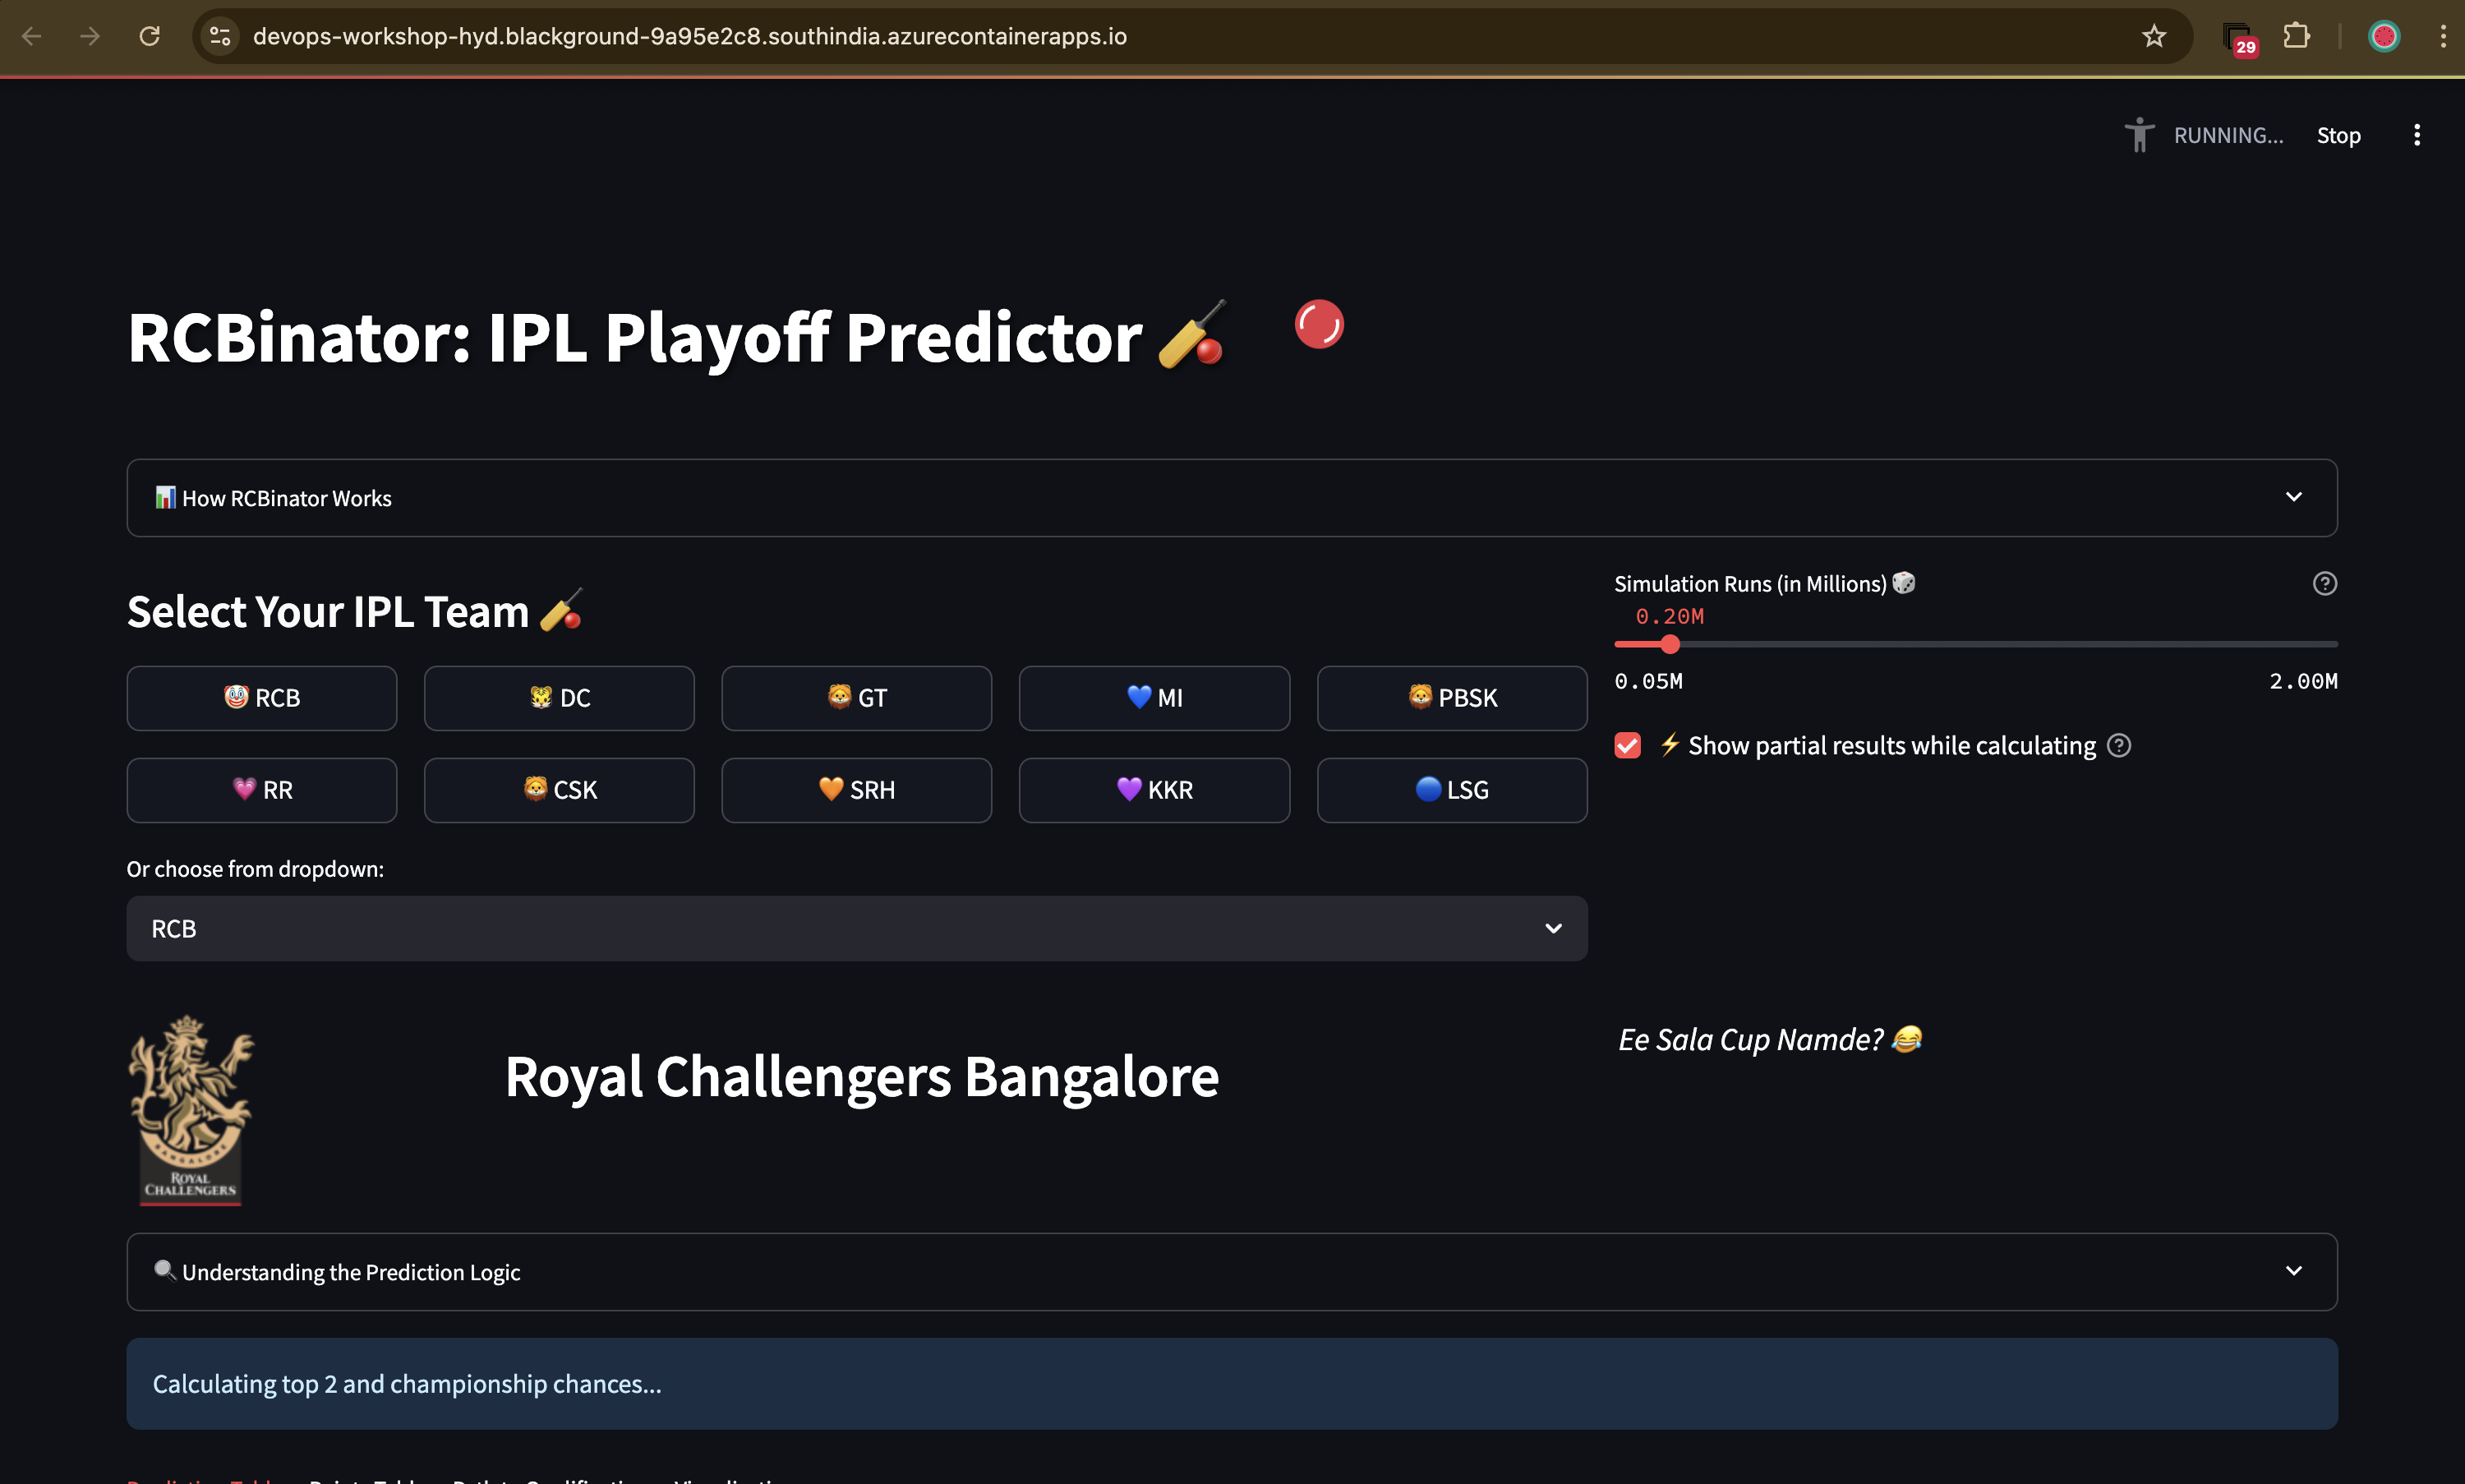 devops-workshop-hyd.blackground-9a95e2c8.southindia.azurecontainerapps.io
29
RUNNING...
Stop
RCBinator: IPL Playoff Predictor
How RCBinator Works
Select Your IPL Team
Simulation Runs (in Millions)
0.20M
0.05M
2.00M
RCB
DC
GT
MI
PBSK
Show partial results while calculating
RR
CSK
SRH
KKR
LSG
Or choose from dropdown:
RCB
BANGALORE
ROYAL
CHALLENGERS
Royal Challengers Bangalore
Ee Sala Cup Namde?
Understanding the Prediction Logic
Calculating top 2 and championship chances...